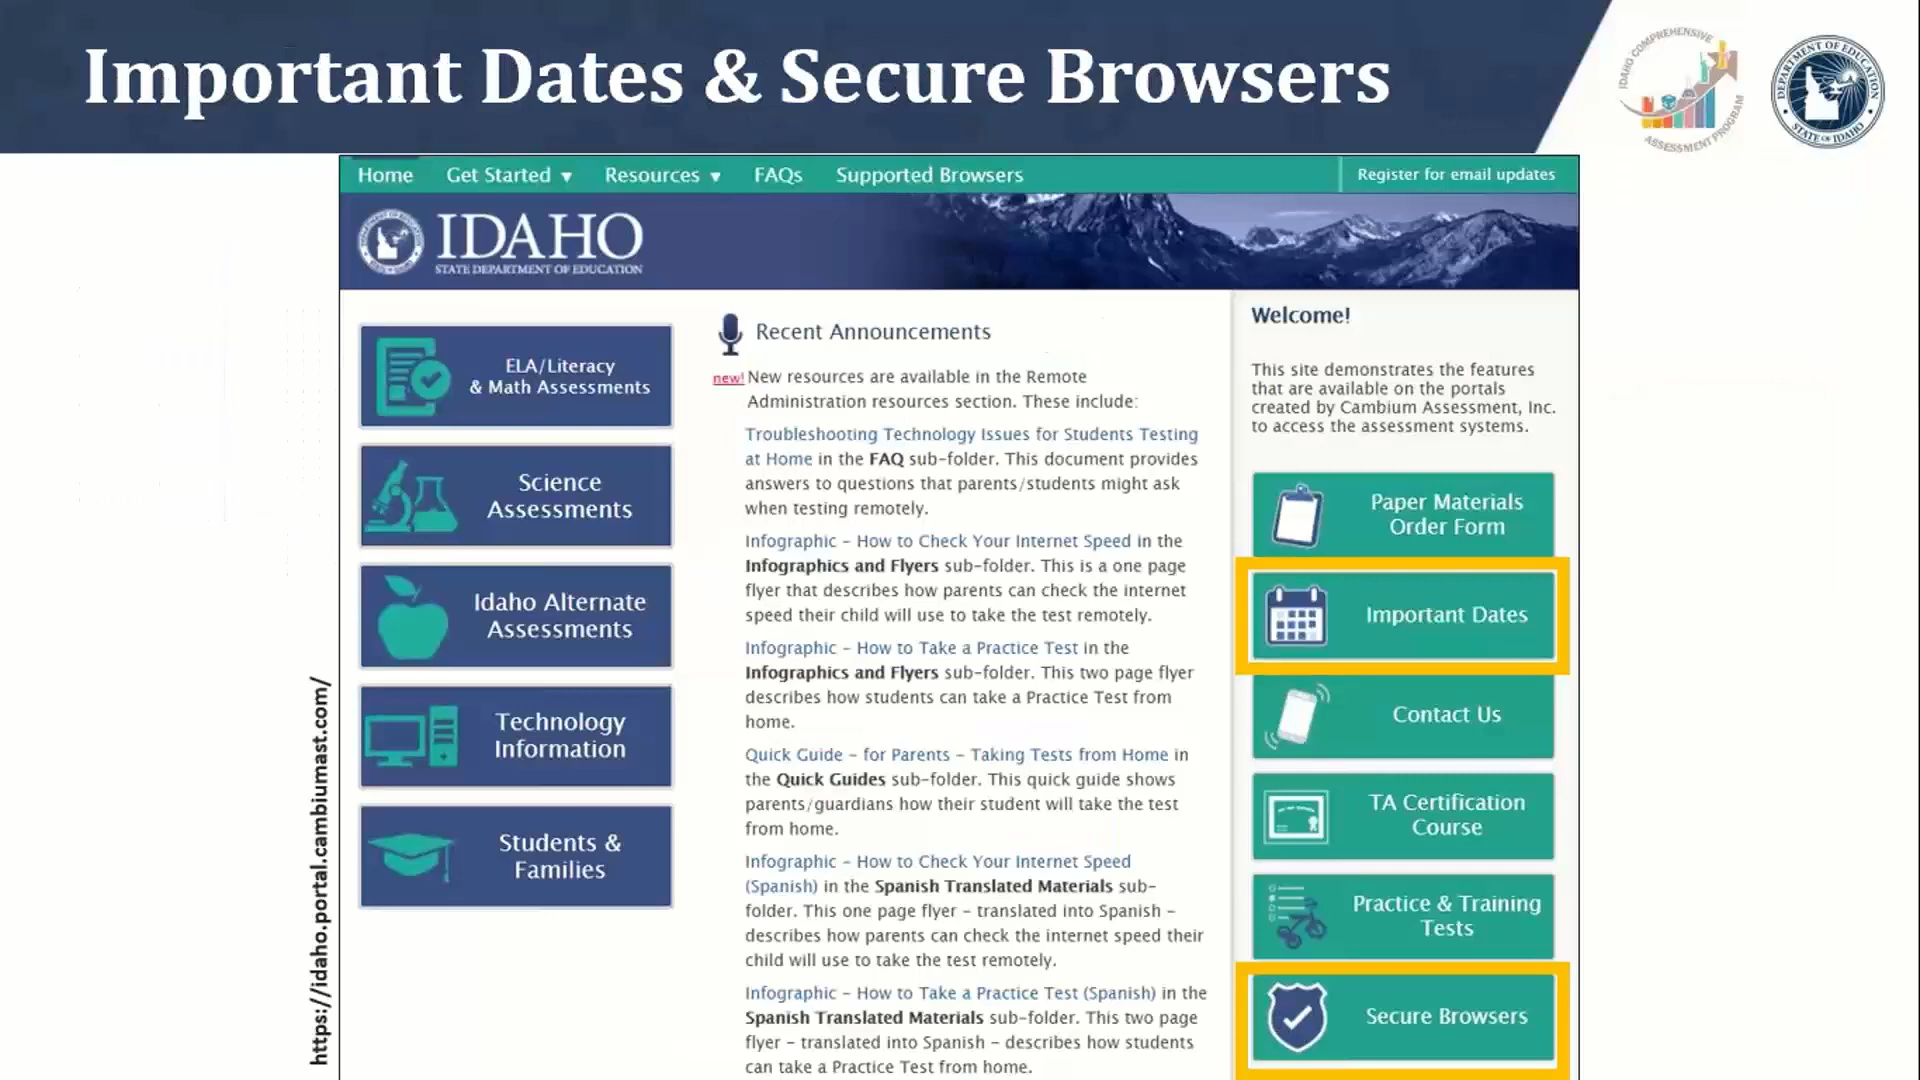 Important Dates & Secure Browsers
IDAHO COMPREHENSIVE
ASSESSMENT PROGRAM
DEPARTMENT OF EDUCATION
STATE OF IDAHO
Home
Get Started ▼
Resources ▼
FAQs
Supported Browsers
Register for email updates
IDAHO
STATE DEPARTMENT OF EDUCATION
ELA/Literacy
& Math Assessments
Science
Assessments
Idaho Alternate
Assessments
Technology
Information
Students &
Families
https://idaho.portal.cambiumast.com/
Recent Announcements
new! New resources are available in the Remote
Administration resources section. These include:
Troubleshooting Technology Issues for Students Testing
at Home in the FAQ sub-folder. This document provides
answers to questions that parents/students might ask
when testing remotely.
Infographic - How to Check Your Internet Speed in the
Infographics and Flyers sub-folder. This is a one page
flyer that describes how parents can check the internet
speed their child will use to take the test remotely.
Infographic - How to Take a Practice Test in the
Infographics and Flyers sub-folder. This two page flyer
describes how students can take a Practice Test from
home.
Quick Guide - for Parents - Taking Tests from Home in
the Quick Guides sub-folder. This quick guide shows
parents/guardians how their student will take the test
from home.
Infographic - How to Check Your Internet Speed
(Spanish) in the Spanish Translated Materials sub-
folder. This one page flyer - translated into Spanish -
describes how parents can check the internet speed their
child will use to take the test remotely.
Infographic - How to Take a Practice Test (Spanish) in the
Spanish Translated Materials sub-folder. This two page
flyer - translated into Spanish - describes how students
can take a Practice Test from home.
Welcome!
This site demonstrates the features
that are available on the portals
created by Cambium Assessment, Inc.
to access the assessment systems.
Paper Materials
Order Form
Important Dates
Contact Us
TA Certification
Course
Practice & Training
Tests
Secure Browsers